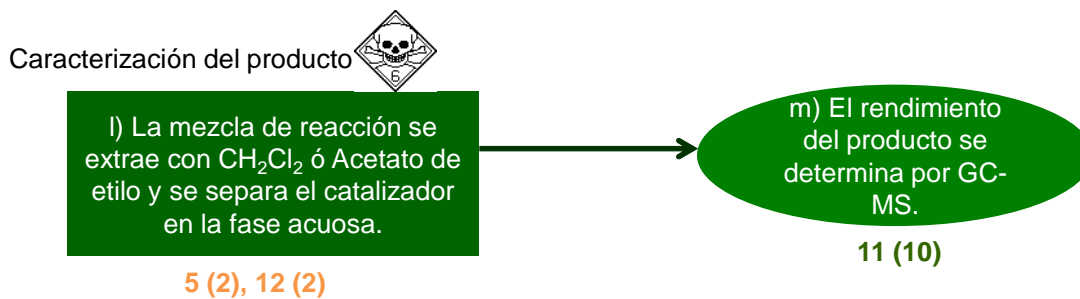 Caracterización del producto
6
l) La mezcla de reacción se
extrae con CH₂Cl₂ ó Acetato de
etilo y se separa el catalizador
en la fase acuosa.
5 (2), 12 (2)
m) El rendimiento
del producto se
determina por GC-
MS.
11 (10)